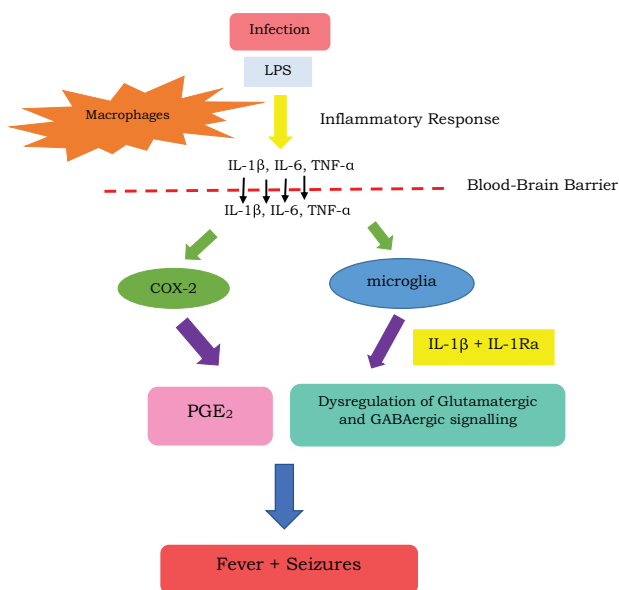 Infection
LPS
Macrophages
Inflammatory Response
IL-1β, IL-6, TNF-α
Blood-Brain Barrier
IL-1β, IL-6, TNF-α
COX-2
microglia
IL-1β + IL-1Ra
PGE₂
Dysregulation of Glutamatergic
and GABAergic signalling
Fever + Seizures